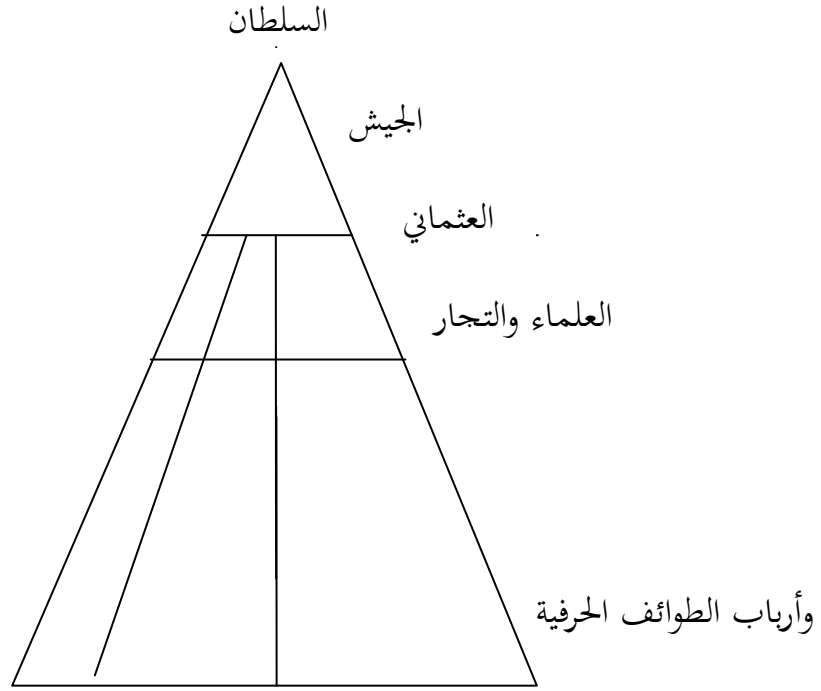 السلطان
الجيش
العثماني
العلماء والتجار
وأرباب الطوائف الحرفية